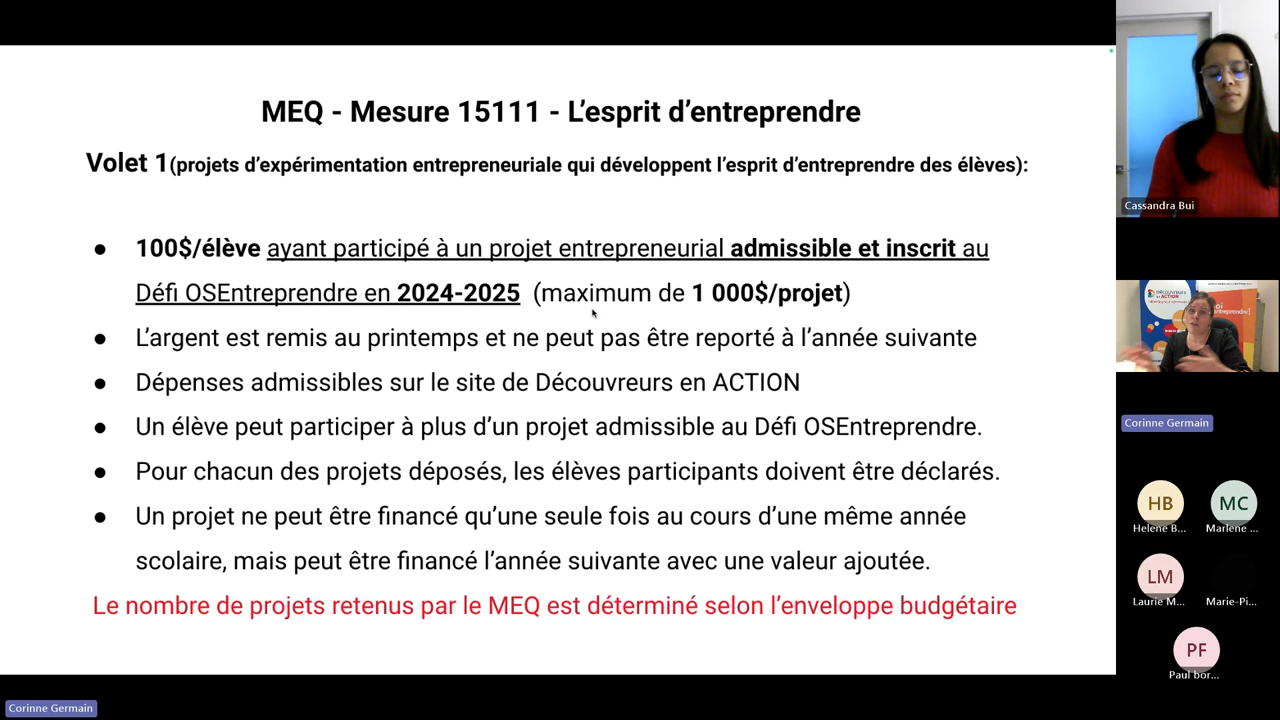 MEQ - Mesure 15111 - L’esprit d’entreprendre
Volet 1(projets d’expérimentation entrepreneuriale qui développent l’esprit d’entreprendre des élèves):
● 100$/élève ayant participé à un projet entrepreneurial admissible et inscrit au
Défi OSEntreprendre en 2024-2025 (maximum de 1 000$/projet)
● L’argent est remis au printemps et ne peut pas être reporté à l’année suivante
● Dépenses admissibles sur le site de Découvreurs en ACTION
● Un élève peut participer à plus d’un projet admissible au Défi OSEntreprendre.
● Pour chacun des projets déposés, les élèves participants doivent être déclarés.
● Un projet ne peut être financé qu’une seule fois au cours d’une même année
scolaire, mais peut être financé l’année suivante avec une valeur ajoutée.
Le nombre de projets retenus par le MEQ est déterminé selon l’enveloppe budgétaire
Corinne Germain
Cassandra Bui
DÉCOUVREURS
en ACTION
Corinne Germain
HB
Helene B...
MC
Marlene ...
LM
Laurie M...
Marie-Pi...
PF
Paul bor...